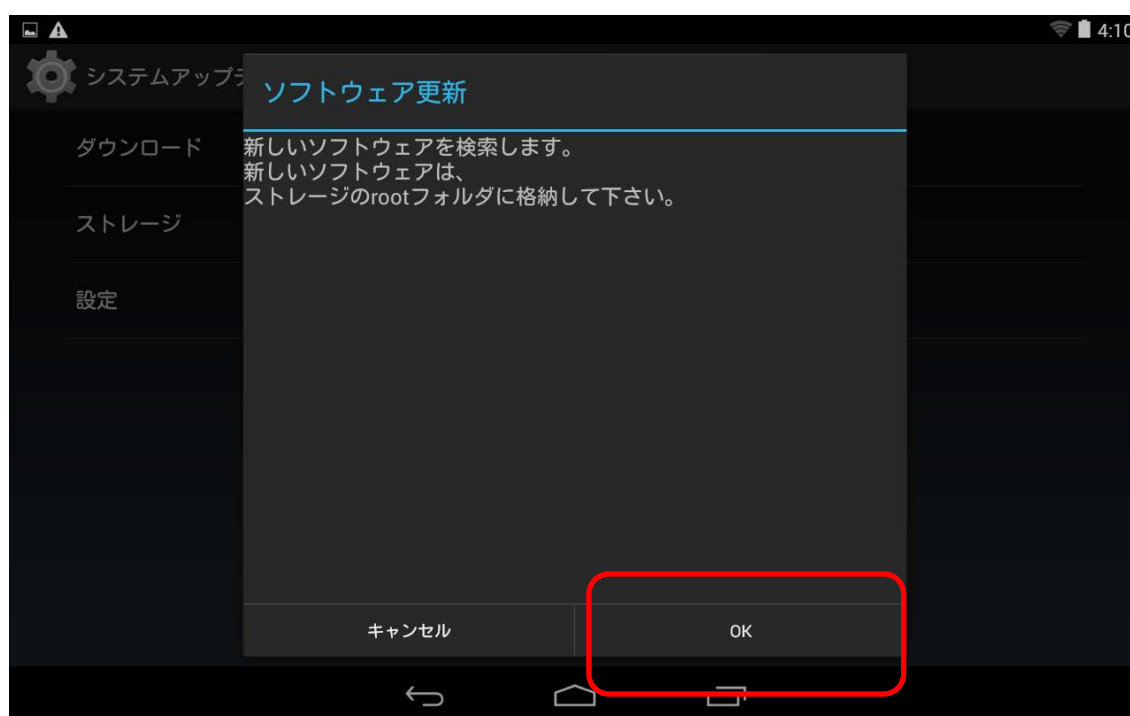 4:10
システムアップデ
ソフトウェア更新
ダウンロード
新しいソフトウェアを検索します。
新しいソフトウェアは、
ストレージのrootフォルダに格納して下さい。
ストレージ
設定
キャンセル
OK